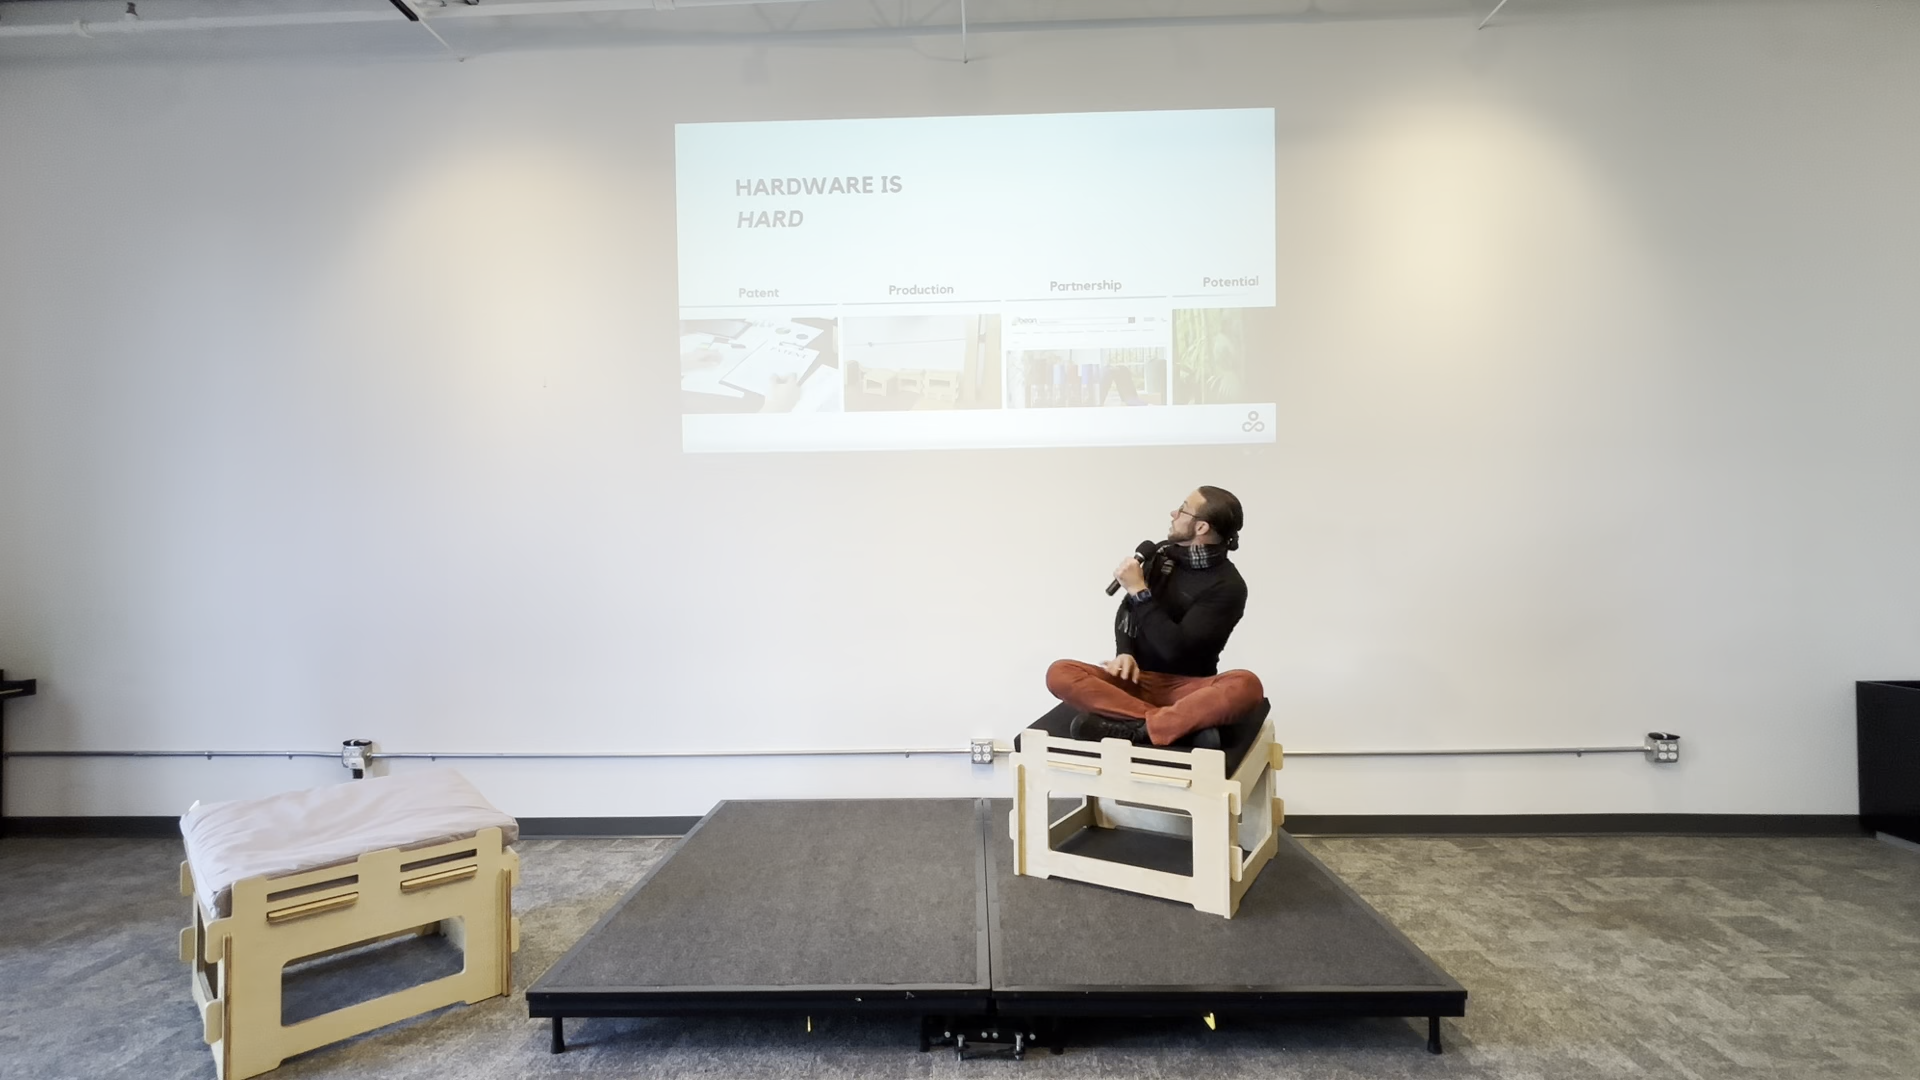 HARDWARE IS
HARD
Patent
Production
Partnership
Potential